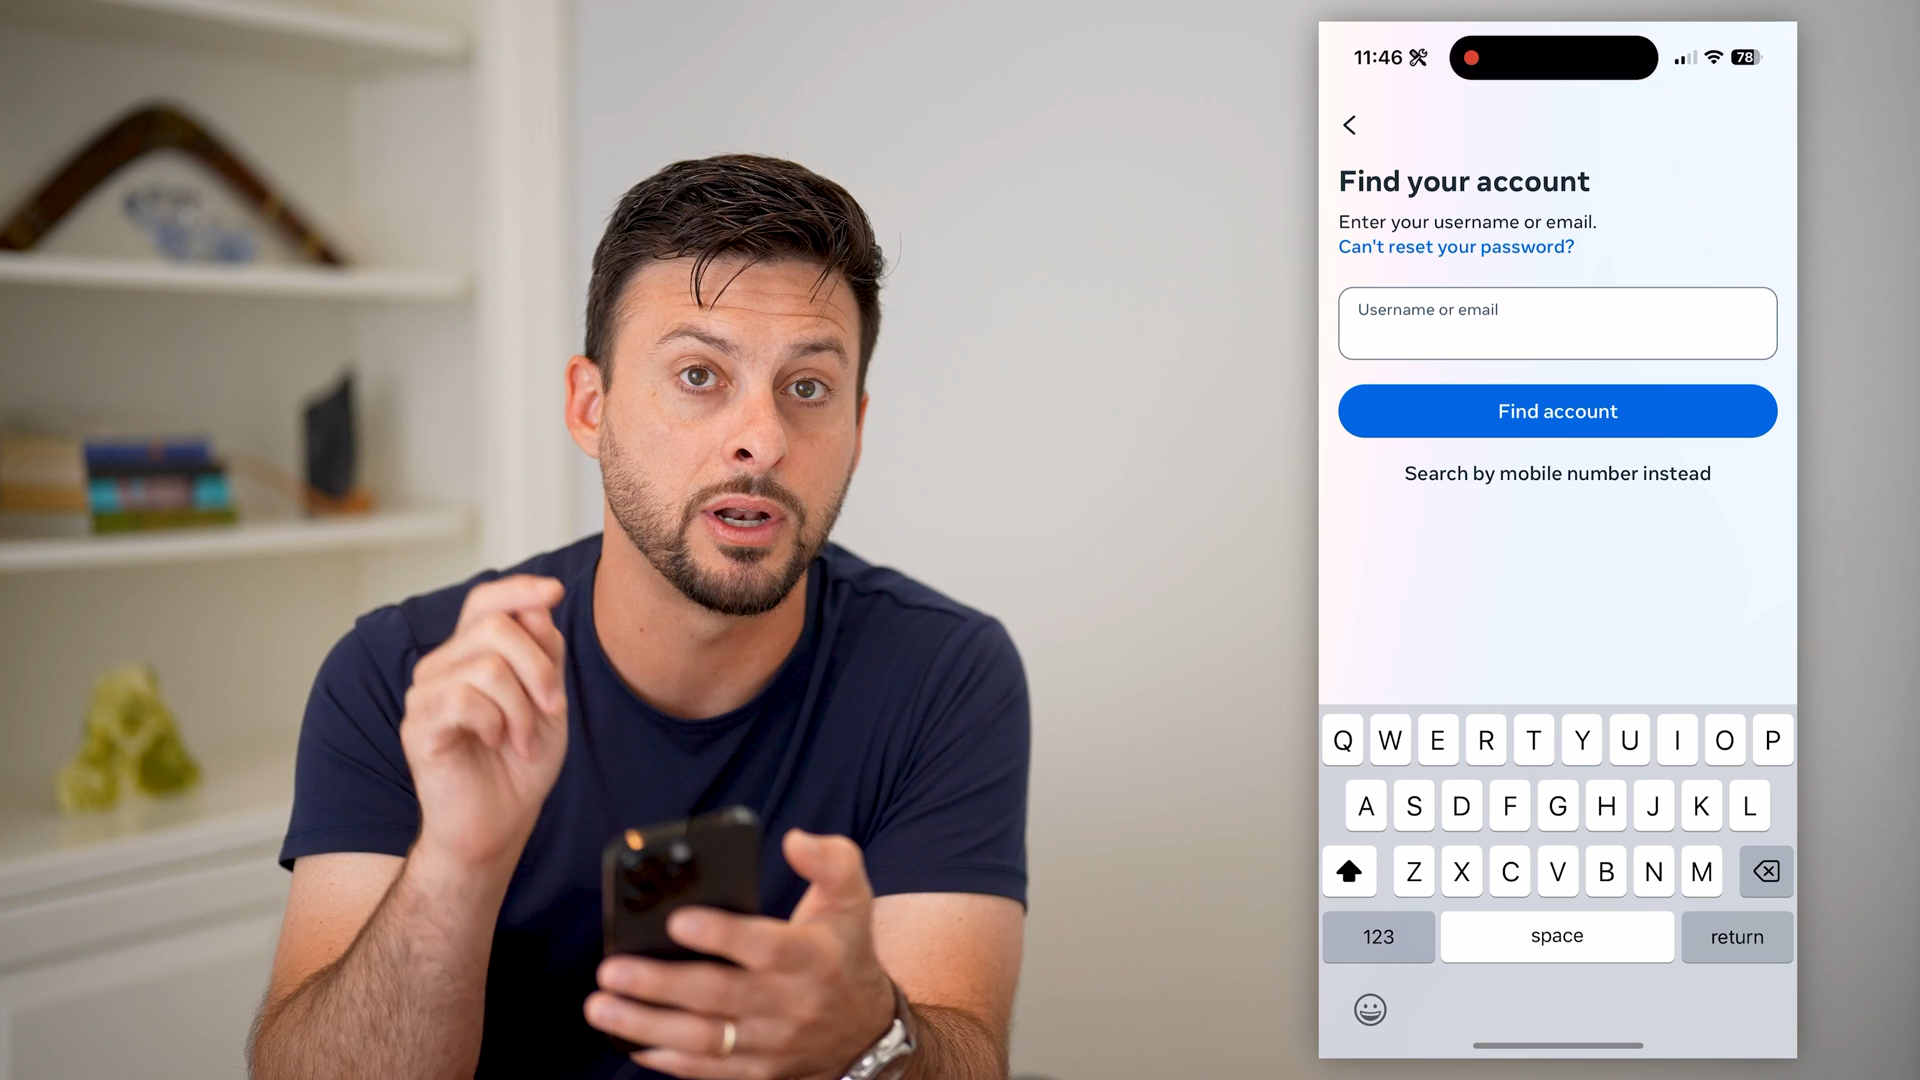 11:46
78
Find your account
Enter your username or email.
Can't reset your password?
Username or email
Find account
Search by mobile number instead
Q W E R T Y U I O P
A S D F G H J K L
Z X C V B N M
123 space return